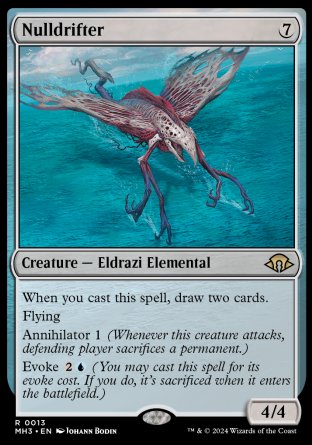 Nulldrifter 7
Creature — Eldrazi Elemental
When you cast this spell, draw two cards.
Flying
Annihilator 1 (Whenever this creature attacks,
defending player sacrifices a permanent.)
Evoke 2 (You may cast this spell for its
evoke cost. If you do, it's sacrificed when it enters
the battlefield.)
4/4
R 0013
MH3 • EN Johann Bodin ™ & © 2024 Wizards of the Coast